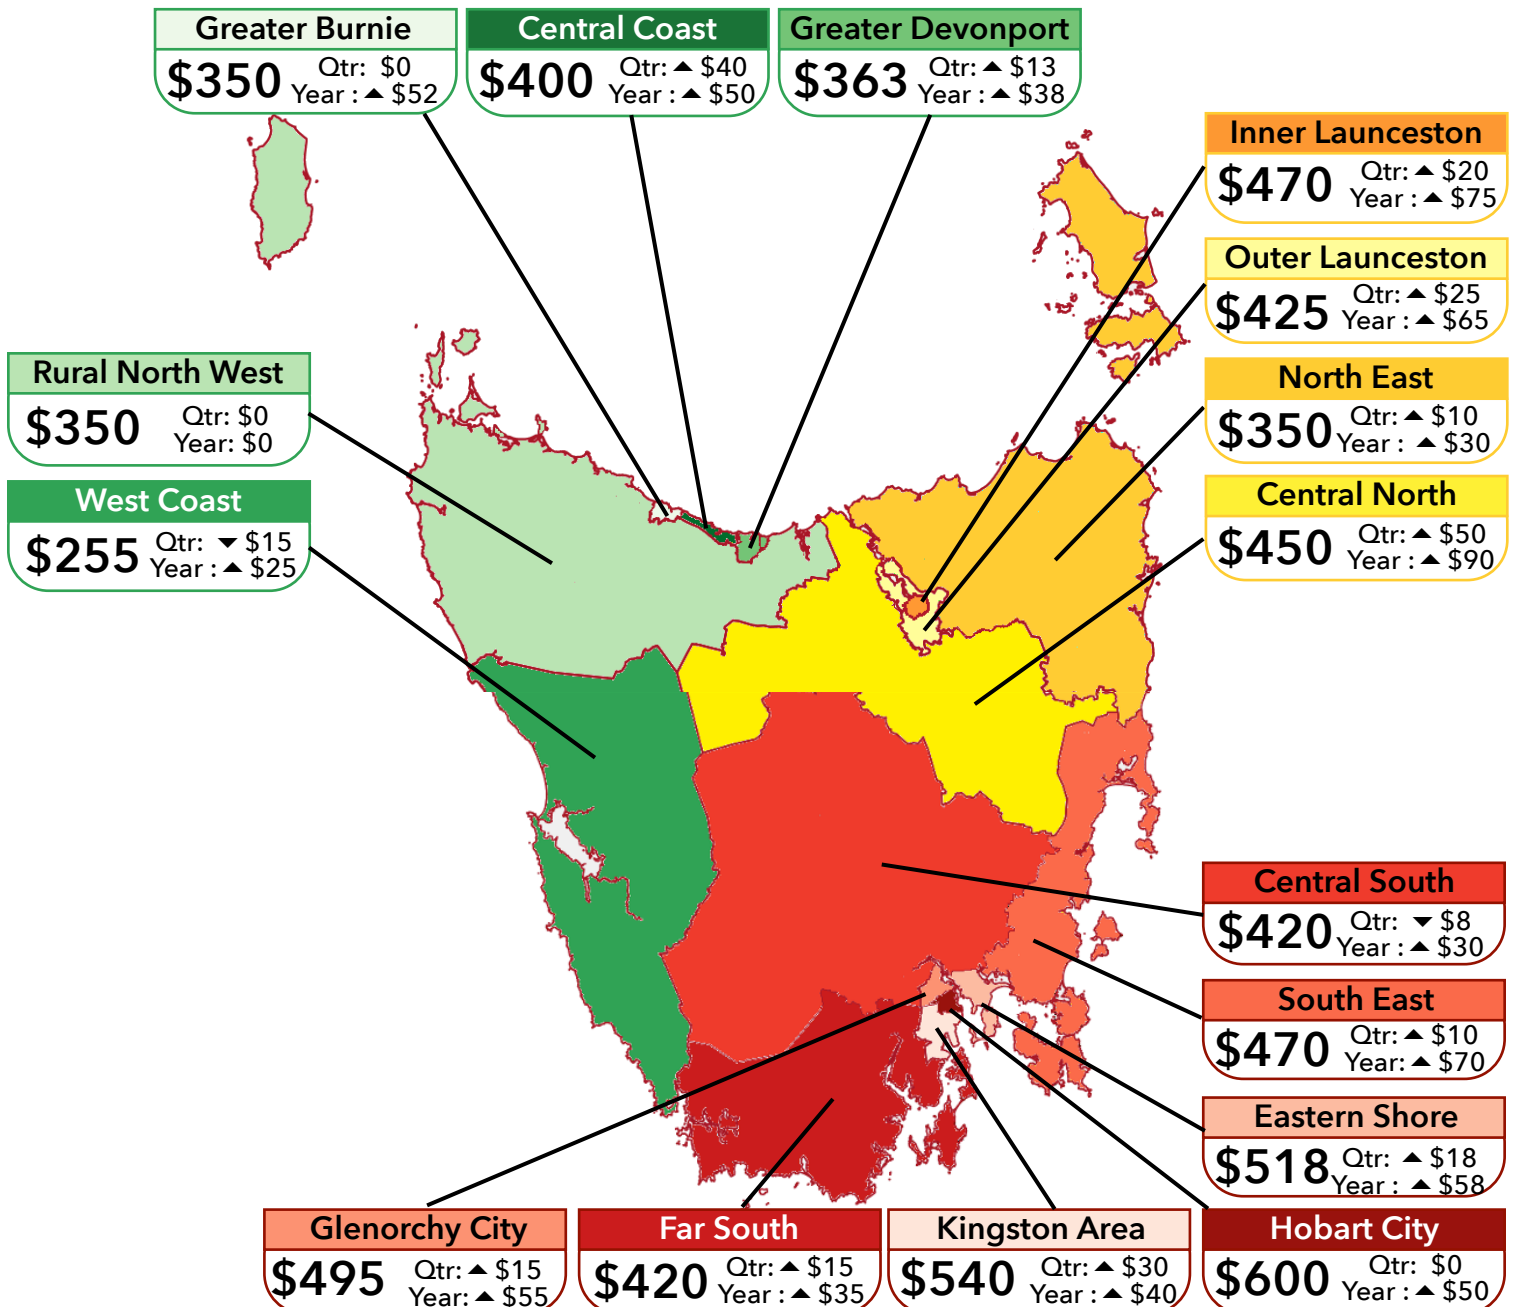 Greater Burnie
$350
Qtr: $0
Year : ▲ $52
Central Coast
$400
Qtr: ▲ $40
Year : ▲ $50
Greater Devonport
$363
Qtr: ▲ $13
Year : ▲ $38
Inner Launceston
$470
Qtr: ▲ $20
Year : ▲ $75
Outer Launceston
$425
Qtr: ▲ $25
Year : ▲ $65
Rural North West
$350
Qtr: $0
Year: $0
North East
$350
Qtr: ▲ $10
Year : ▲ $30
West Coast
$255
Qtr: ▼ $15
Year : ▲ $25
Central North
$450
Qtr: ▲ $50
Year : ▲ $90
Central South
$420
Qtr: ▼ $8
Year : ▲ $30
South East
$470
Qtr: ▲ $10
Year: ▲ $70
Eastern Shore
$518
Qtr: ▲ $18
Year : ▲ $58
Glenorchy City
$495
Qtr: ▲ $15
Year: ▲ $55
Far South
$420
Qtr: ▲ $15
Year : ▲ $35
Kingston Area
$540
Qtr: ▲ $30
Year : ▲ $40
Hobart City
$600
Qtr: $0
Year : ▲ $50